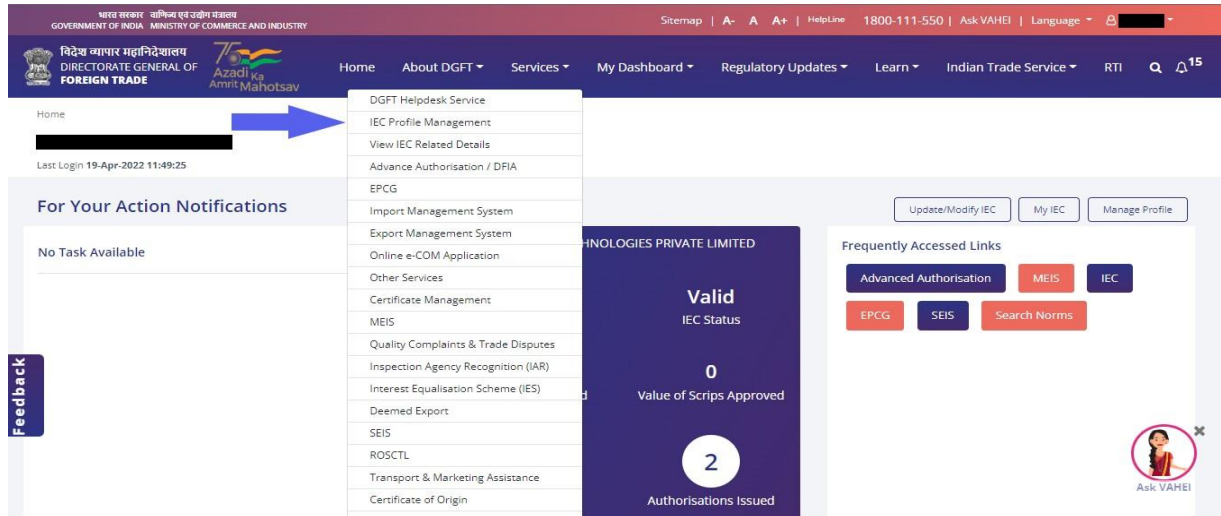 भारत सरकार वाणिज्य एवं उद्योग मंत्रालय
GOVERNMENT OF INDIA MINISTRY OF COMMERCE AND INDUSTRY
Sitemap | A- A A+ | HelpLine 1800-111-550 | Ask VAHEI | Language
विदेश व्यापार महानिदेशालय
DIRECTORATE GENERAL OF
FOREIGN TRADE
75
Azadi Ka
Amrit Mahotsav
Home About DGFT Services My Dashboard Regulatory Updates Learn Indian Trade Service RTI 15
Home
Last Login 19-Apr-2022 11:49:25
DGFT Helpdesk Service
IEC Profile Management
View IEC Related Details
Advance Authorisation / DFIA
EPCG
Import Management System
Export Management System
Online e-COM Application
Other Services
Certificate Management
MEIS
Quality Complaints & Trade Disputes
Inspection Agency Recognition (IAR)
Interest Equalisation Scheme (IES)
Deemed Export
SEIS
ROSCTL
Transport & Marketing Assistance
Certificate of Origin
For Your Action Notifications
Update/Modify IEC My IEC Manage Profile
No Task Available
HNOLOGIES PRIVATE LIMITED
Valid
IEC Status
0
d Value of Scrips Approved
2
Authorisations Issued
Frequently Accessed Links
Advanced Authorisation MEIS IEC
EPCG SEIS Search Norms
Feedback
Ask VAHEI